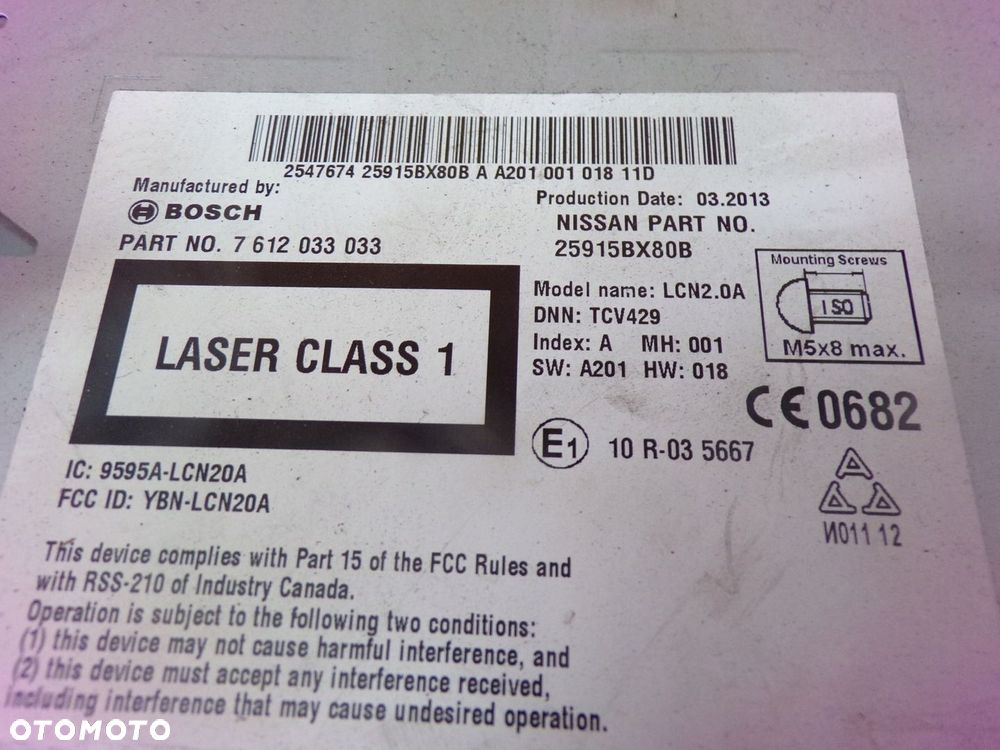 2547674 25915BX80B A A201 001 018 11D
Manufactured by:
BOSCH
PART NO. 7 612 033 033
Production Date: 03.2013
NISSAN PART NO.
25915BX80B
Model name: LCN2.0A
DNN: TCV429
Index: A MH: 001
SW: A201 HW: 018
Mounting Screws
ISO
M5x8 max.
LASER CLASS 1
CE 0682
E1 10 R-03 5667
IC: 9595A-LCN20A
FCC ID: YBN-LCN20A
И011 12
This device complies with Part 15 of the FCC Rules and
with RSS-210 of Industry Canada.
Operation is subject to the following two conditions:
(1) this device may not cause harmful interference, and
(2) this device must accept any interference received,
including interference that may cause undesired operation.
OTOMOTO